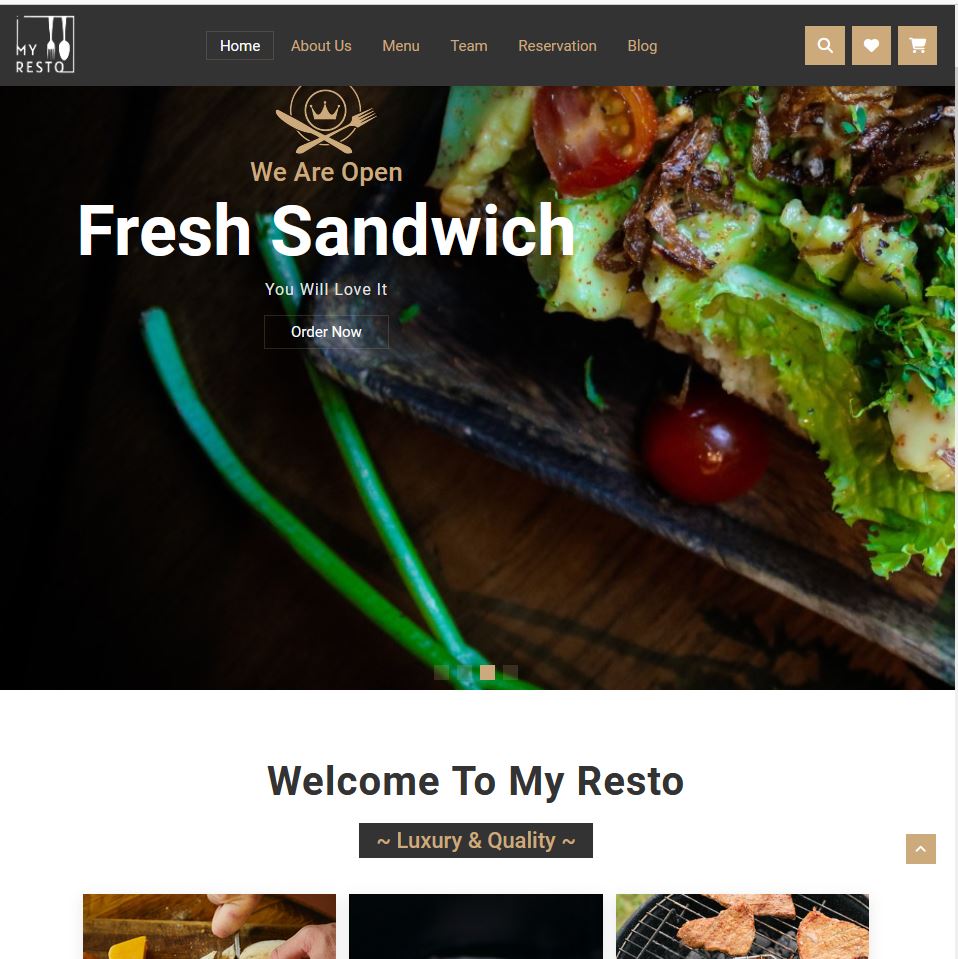 MY
RESTO
Home About Us Menu Team Reservation Blog
We Are Open
Fresh Sandwich
You Will Love It
Order Now
Welcome To My Resto
~ Luxury & Quality ~